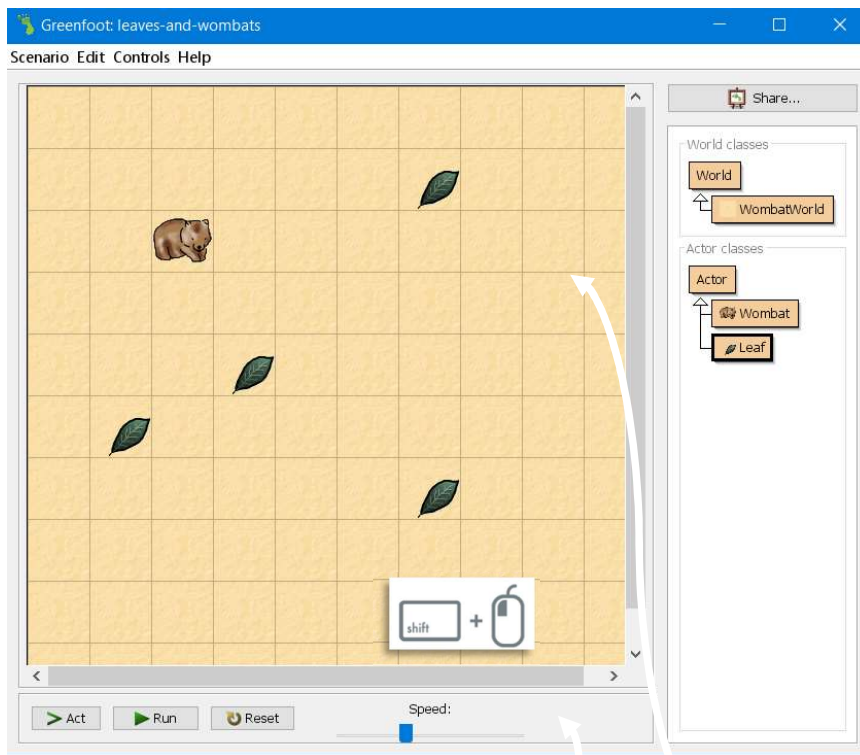 Greenfoot: leaves-and-wombats
Scenario Edit Controls Help
Share...
World classes
World
WombatWorld
Actor classes
Actor
Wombat
Leaf
shift +
Act Run Reset Speed: